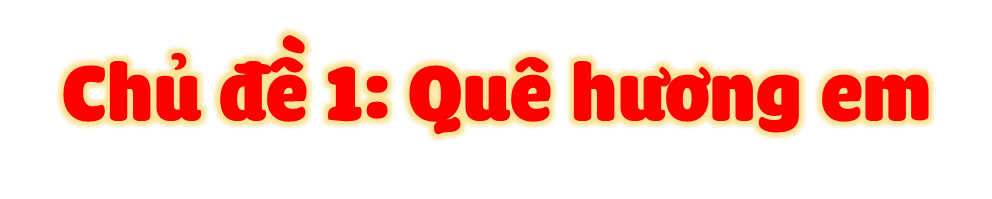 Chủ đề 1: Quê hương em